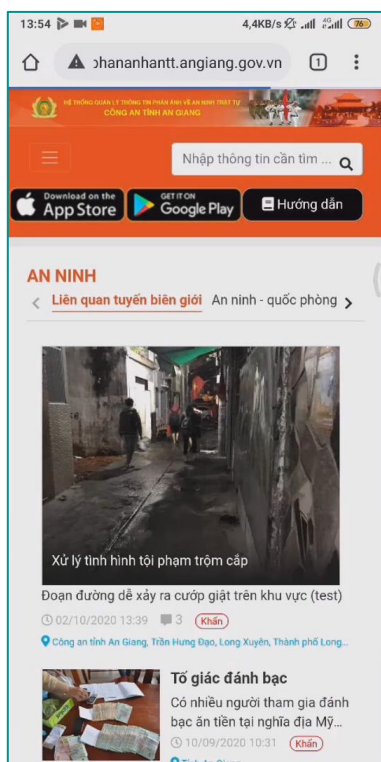 13:54 4,4KB/s 4G 76
phananhantt.angiang.gov.vn 1
HỆ THỐNG QUẢN LÝ THÔNG TIN PHẢN ÁNH VỀ AN NINH TRẬT TỰ
CÔNG AN TỈNH AN GIANG
Nhập thông tin cần tìm ...
Download on the App Store GET IT ON Google Play Hướng dẫn
AN NINH
< Liên quan tuyến biên giới An ninh - quốc phòng >
Xử lý tình hình tội phạm trộm cắp
Đoạn đường dễ xảy ra cướp giật trên khu vực (test)
02/10/2020 13:39 3 Khẩn
Công an tỉnh An Giang, Trần Hưng Đạo, Long Xuyên, Thành phố Long...
Tố giác đánh bạc
Có nhiều người tham gia đánh
bạc ăn tiền tại nghĩa địa Mỹ...
10/09/2020 10:31 Khẩn